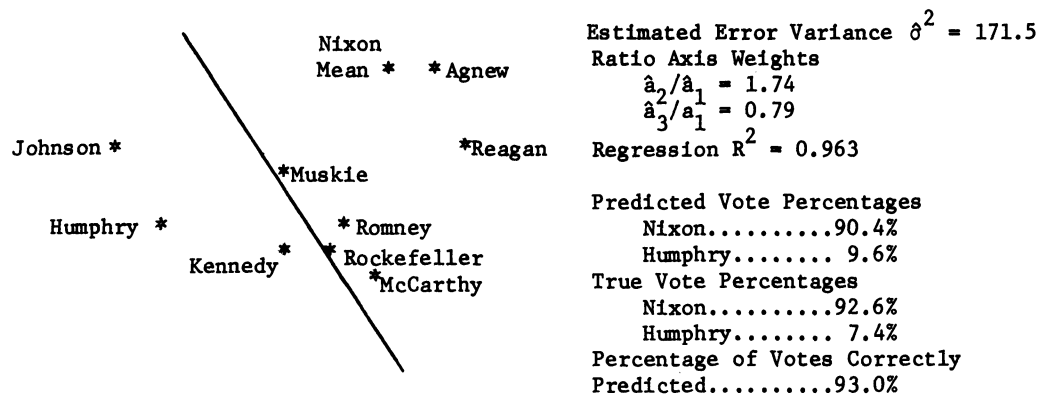 Nixon
Mean * * Agnew
Johnson *
*Reagan
*Muskie
Humphry *
* Romney
Kennedy *
* Rockefeller
*McCarthy
Estimated Error Variance σ̂² = 171.5
Ratio Axis Weights
â₂/â₁ = 1.74
â₃²/a₁ = 0.79
Regression R² = 0.963
Predicted Vote Percentages
Nixon..........90.4%
Humphry........ 9.6%
True Vote Percentages
Nixon..........92.6%
Humphry........ 7.4%
Percentage of Votes Correctly
Predicted..........93.0%